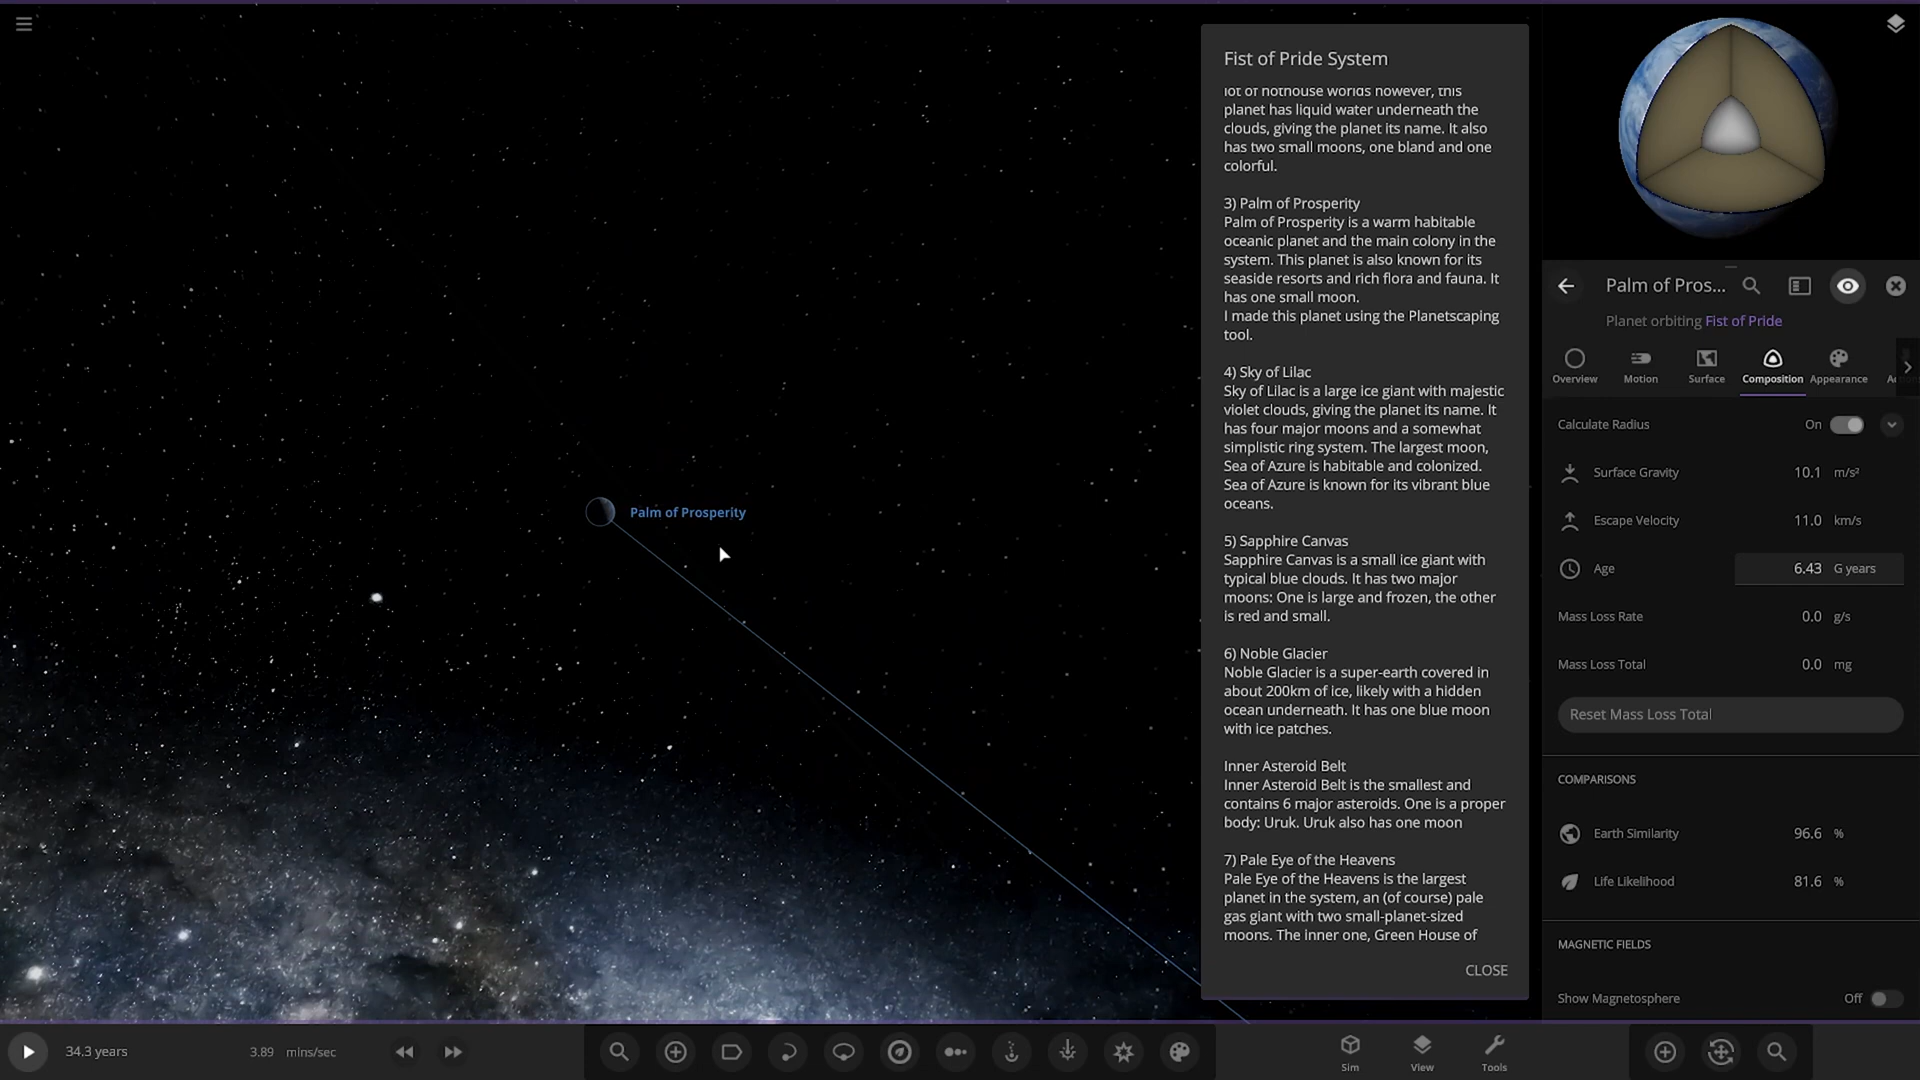 Fist of Pride System
lot of hothouse worlds however, this
planet has liquid water underneath the
clouds, giving the planet its name. It also
has two small moons, one bland and one
colorful.
3) Palm of Prosperity
Palm of Prosperity is a warm habitable
oceanic planet and the main colony in the
system. This planet is also known for its
seaside resorts and rich flora and fauna. It
has one small moon.
I made this planet using the Planetscaping
tool.
4) Sky of Lilac
Sky of Lilac is a large ice giant with majestic
violet clouds, giving the planet its name. It
has four major moons and a somewhat
simplistic ring system. The largest moon,
Sea of Azure is habitable and colonized.
Sea of Azure is known for its vibrant blue
oceans.
5) Sapphire Canvas
Sapphire Canvas is a small ice giant with
typical blue clouds. It has two major
moons: One is large and frozen, the other
is red and small.
6) Noble Glacier
Noble Glacier is a super-earth covered in
about 200km of ice, likely with a hidden
ocean underneath. It has one blue moon
with ice patches.
Inner Asteroid Belt
Inner Asteroid Belt is the smallest and
contains 6 major asteroids. One is a proper
body: Uruk. Uruk also has one moon
7) Pale Eye of the Heavens
Pale Eye of the Heavens is the largest
planet in the system, an (of course) pale
gas giant with two small-planet-sized
moons. The inner one, Green House of
CLOSE
Palm of Prosperity
Palm of Pros...
Planet orbiting Fist of Pride
Overview Motion Surface Composition Appearance
Calculate Radius On
Surface Gravity 10.1 m/s²
Escape Velocity 11.0 km/s
Age 6.43 G years
Mass Loss Rate 0.0 g/s
Mass Loss Total 0.0 mg
Reset Mass Loss Total
COMPARISONS
Earth Similarity 96.6 %
Life Likelihood 81.6 %
MAGNETIC FIELDS
Show Magnetosphere Off
34.3 years 3.89 mins/sec
Sim View Tools